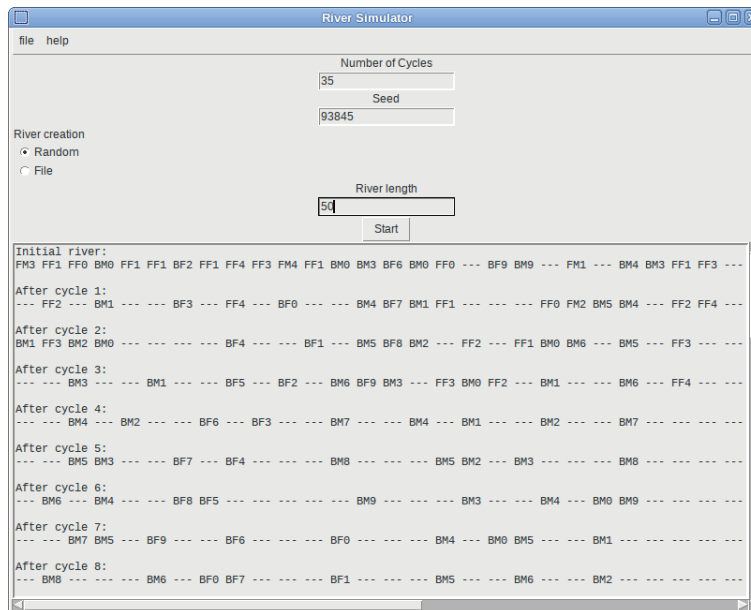 River Simulator
file help
Number of Cycles
35
Seed
93845
River creation
Random
File
River length
50
Start
Initial river:
FM3 FF1 FF0 BM0 FF1 FF1 BF2 FF1 FF4 FF3 FM4 FF1 BM0 BM3 BF6 BM0 FF0 --- BF9 BM9 --- FM1 --- BM4 BM3 FF1 FF3 ---
After cycle 1:
--- FF2 --- BM1 --- --- BF3 --- FF4 --- BF0 --- --- BM4 BF7 BM1 FF1 --- --- --- FF0 FM2 BM5 BM4 --- FF2 FF4 ---
After cycle 2:
BM1 FF3 BM2 BM0 --- --- --- --- BF4 --- --- BF1 --- BM5 BF8 BM2 --- FF2 --- FF1 BM0 BM6 --- BM5 --- FF3 --- ---
After cycle 3:
--- --- BM3 --- --- BM1 --- --- BF5 --- BF2 --- BM6 BF9 BM3 --- FF3 BM0 FF2 --- BM1 --- --- BM6 --- FF4 --- ---
After cycle 4:
--- --- BM4 --- BM2 --- --- BF6 --- BF3 --- --- BM7 --- --- BM4 --- BM1 --- --- BM2 --- --- BM7 --- --- --- ---
After cycle 5:
--- --- BM5 BM3 --- --- BF7 --- BF4 --- --- --- BM8 --- --- --- BM5 BM2 --- BM3 --- --- --- BM8 --- --- --- ---
After cycle 6:
--- BM6 --- BM4 --- --- BF8 BF5 --- --- --- --- --- BM9 --- --- --- BM3 --- --- BM4 --- BM0 BM9 --- --- --- ---
After cycle 7:
--- --- BM7 BM5 --- BF9 --- --- BF6 --- --- --- BF0 --- --- --- BM4 --- BM0 BM5 --- --- BM1 --- --- --- --- ---
After cycle 8:
--- BM8 --- --- --- BM6 --- BF0 BF7 --- --- --- BF1 --- --- --- BM5 --- --- BM6 --- --- BM2 --- --- --- --- ---